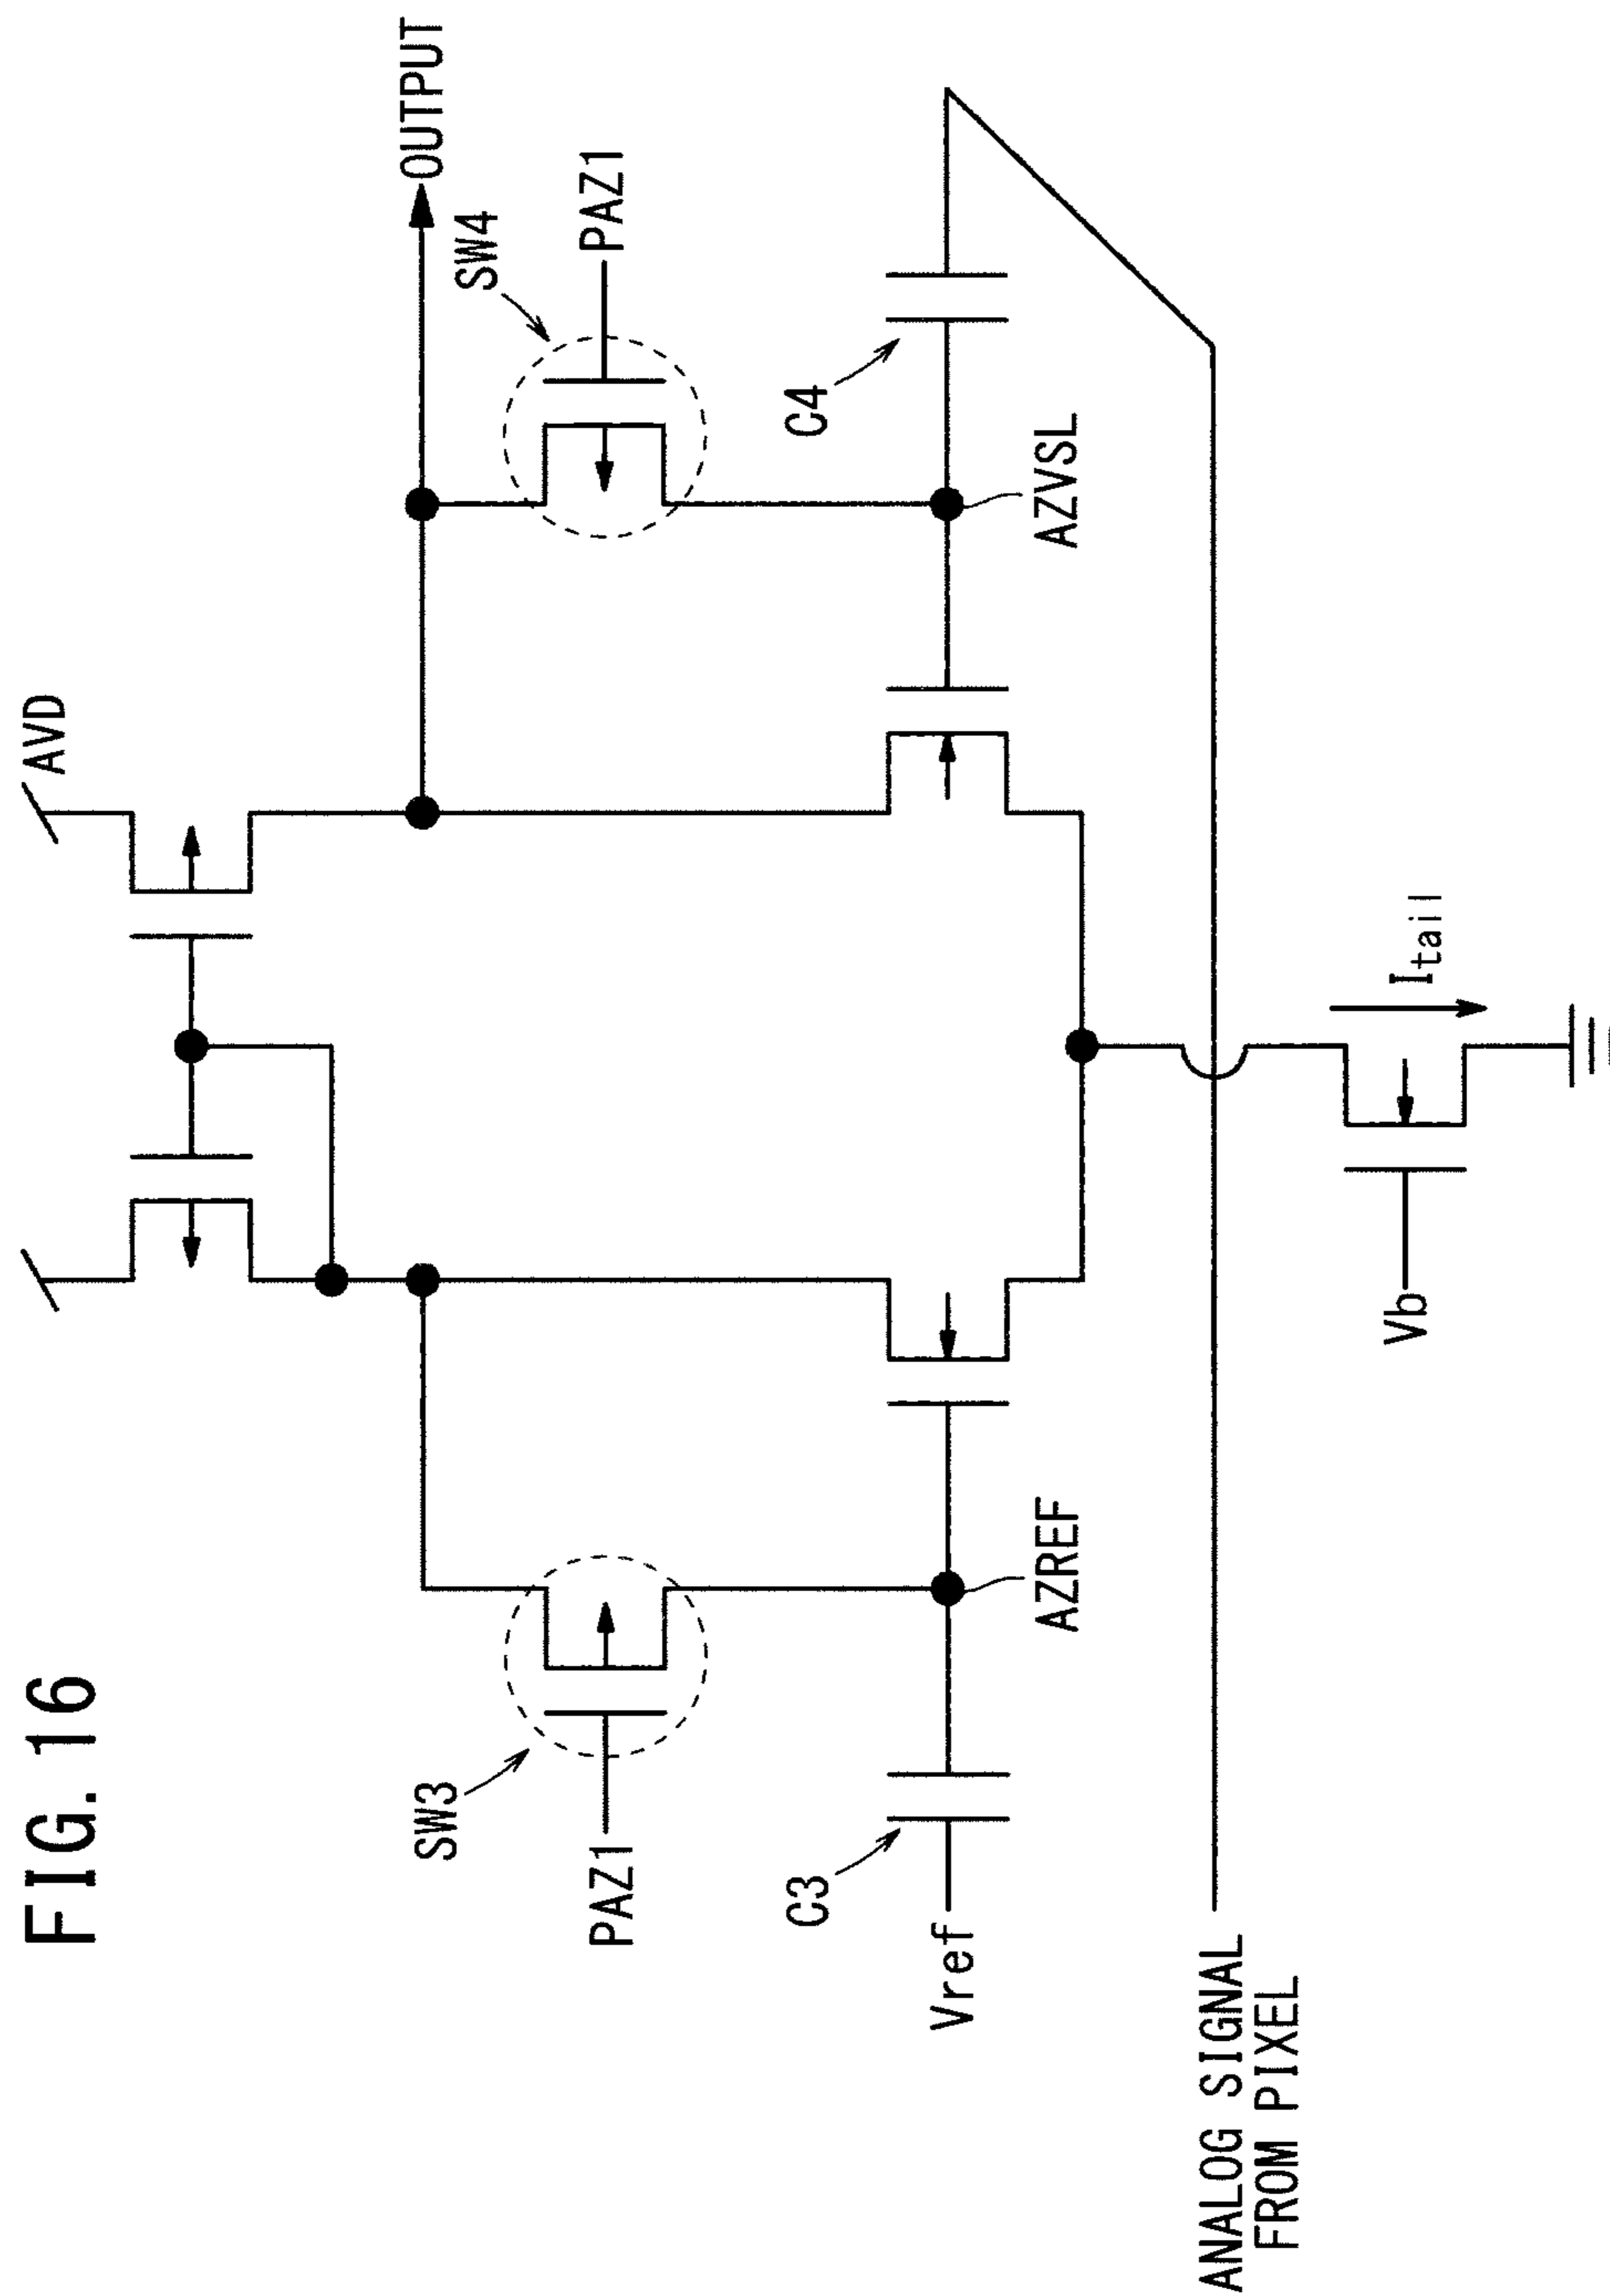 FIG. 16
AVD
OUTPUT
SW3
SW4
PAZ1
PAZ1
C3
C4
Vref
AZREF
AZVSL
ANALOG SIGNAL
FROM PIXEL
Vb
Itail